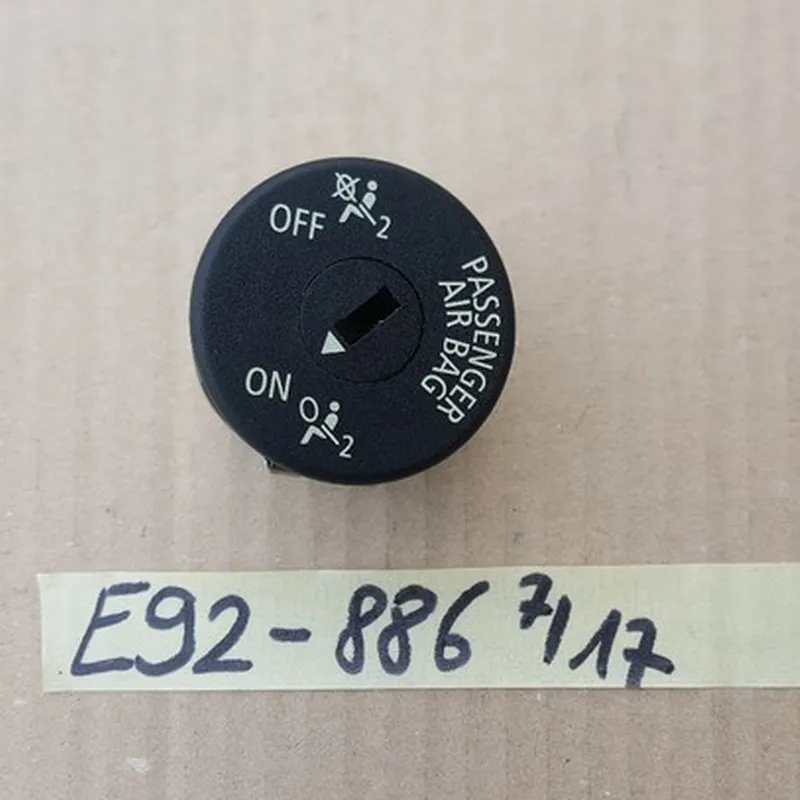 OFF
2
PASSENGER
AIR BAG
ON
2
E92-886 7/17